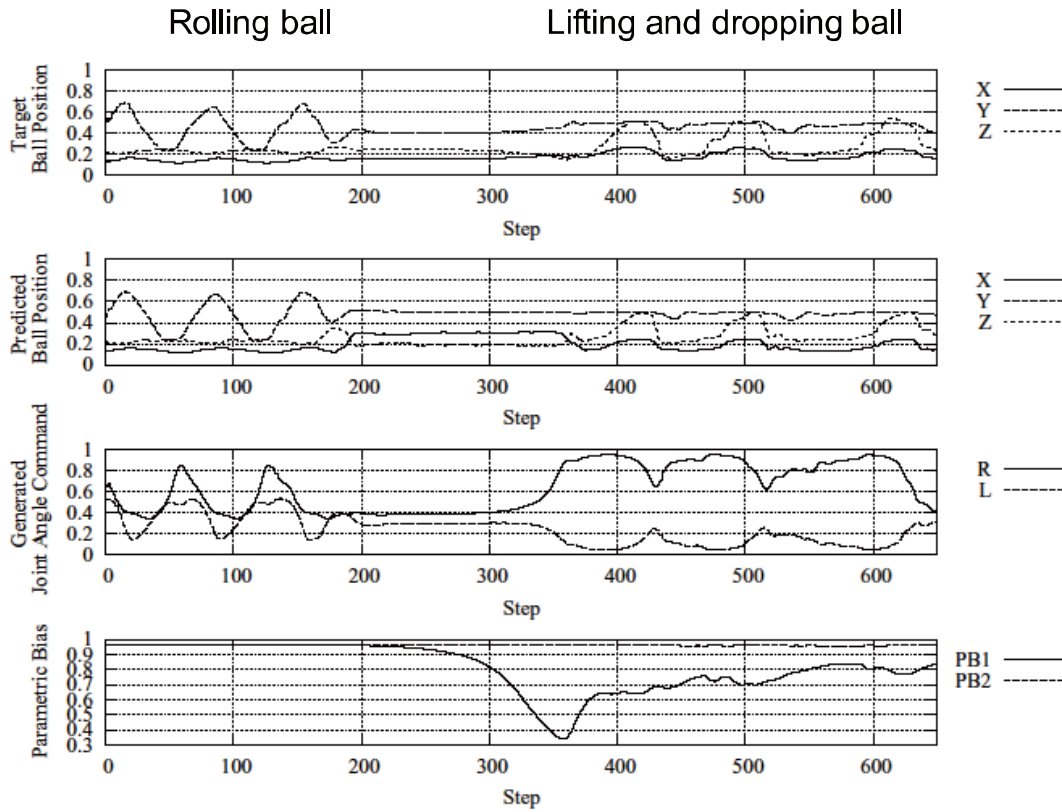 Rolling ball
Lifting and dropping ball
Target
Ball Position
1
0.8
0.6
0.4
0.2
0
0 100 200 300 400 500 600
Step
X
Y
Z
Predicted
Ball Position
1
0.8
0.6
0.4
0.2
0
0 100 200 300 400 500 600
Step
X
Y
Z
Generated
Joint Angle Command
1
0.8
0.6
0.4
0.2
0
0 100 200 300 400 500 600
Step
R
L
Parametric Bias
1
0.9
0.8
0.7
0.6
0.5
0.4
0.3
0 100 200 300 400 500 600
Step
PB1
PB2